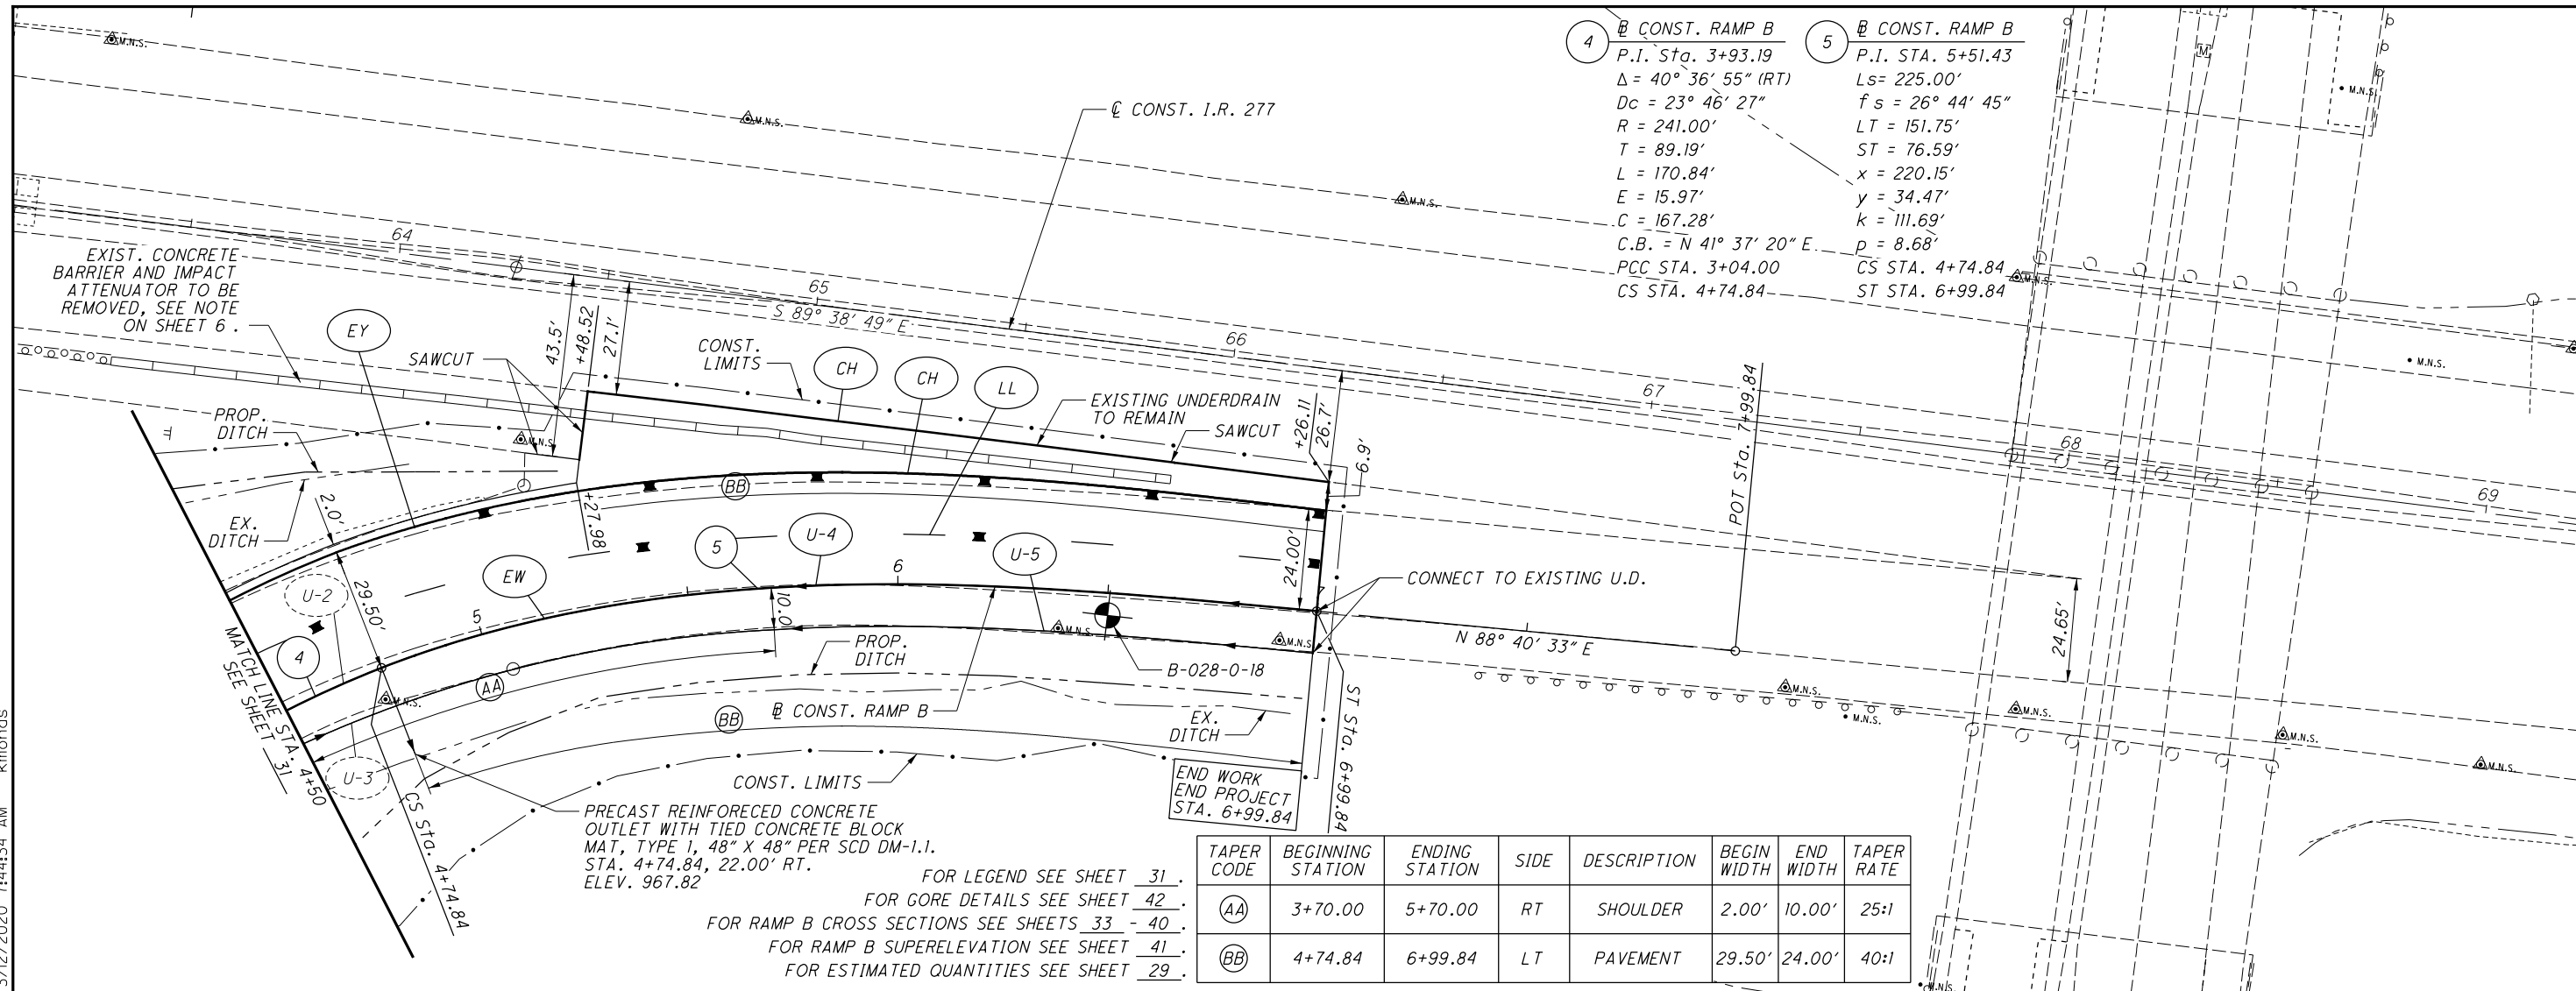 4
℄ CONST. RAMP B
P.I. Sta. 3+93.19
Δ = 40° 36' 55" (RT)
Dc = 23° 46' 27"
R = 241.00'
T = 89.19'
L = 170.84'
E = 15.97'
C = 167.28'
C.B. = N 41° 37' 20" E
PCC STA. 3+04.00
CS STA. 4+74.84
5
℄ CONST. RAMP B
P.I. STA. 5+51.43
Ls= 225.00'
fs = 26° 44' 45"
LT = 151.75'
ST = 76.59'
x = 220.15'
y = 34.47'
k = 111.69'
p = 8.68'
CS STA. 4+74.84
ST STA. 6+99.84
M.N.S.
M.N.S.
M.N.S.
M.N.S.
M.N.S.
M.N.S.
M
℄ CONST. I.R. 277
64
65
66
67
68
69
S 89° 38' 49" E
EXIST. CONCRETE
BARRIER AND IMPACT
ATTENUATOR TO BE
REMOVED, SEE NOTE
ON SHEET 6 .
EY
SAWCUT
43.5'
+48.52
27.1'
CONST.
LIMITS
CH
CH
LL
EXISTING UNDERDRAIN
TO REMAIN
SAWCUT
+26.11
26.7'
6.9'
POT Sta. 7+99.84
PROP.
DITCH
M.N.S.
EX.
DITCH
2.0'
+27.98
BB
5
U-4
U-5
24.00'
CONNECT TO EXISTING U.D.
U-2
29.50'
EW
5
6
7
10.0'
M.N.S.
M.N.S.
N 88° 40' 33" E
24.65'
4
MATCH LINE STA. 4+50
SEE SHEET 31
AA
M.N.S.
PROP.
DITCH
B-028-0-18
BB
℄ CONST. RAMP B
EX.
DITCH
ST Sta. 6+99.84
M.N.S.
M.N.S.
M.N.S.
M.N.S.
M.N.S.
M.N.S.
U-3
CS Sta. 4+74.84
CONST. LIMITS
END WORK
END PROJECT
STA. 6+99.84
PRECAST REINFORECED CONCRETE
OUTLET WITH TIED CONCRETE BLOCK
MAT, TYPE 1, 48" X 48" PER SCD DM-1.1.
STA. 4+74.84, 22.00' RT.
ELEV. 967.82
FOR LEGEND SEE SHEET 31 .
FOR GORE DETAILS SEE SHEET 42 .
FOR RAMP B CROSS SECTIONS SEE SHEETS 33 - 40 .
FOR RAMP B SUPERELEVATION SEE SHEET 41 .
FOR ESTIMATED QUANTITIES SEE SHEET 29 .
TAPER CODE BEGINNING STATION ENDING STATION SIDE DESCRIPTION BEGIN WIDTH END WIDTH TAPER RATE
AA 3+70.00 5+70.00 RT SHOULDER 2.00' 10.00' 25:1
BB 4+74.84 6+99.84 LT PAVEMENT 29.50' 24.00' 40:1